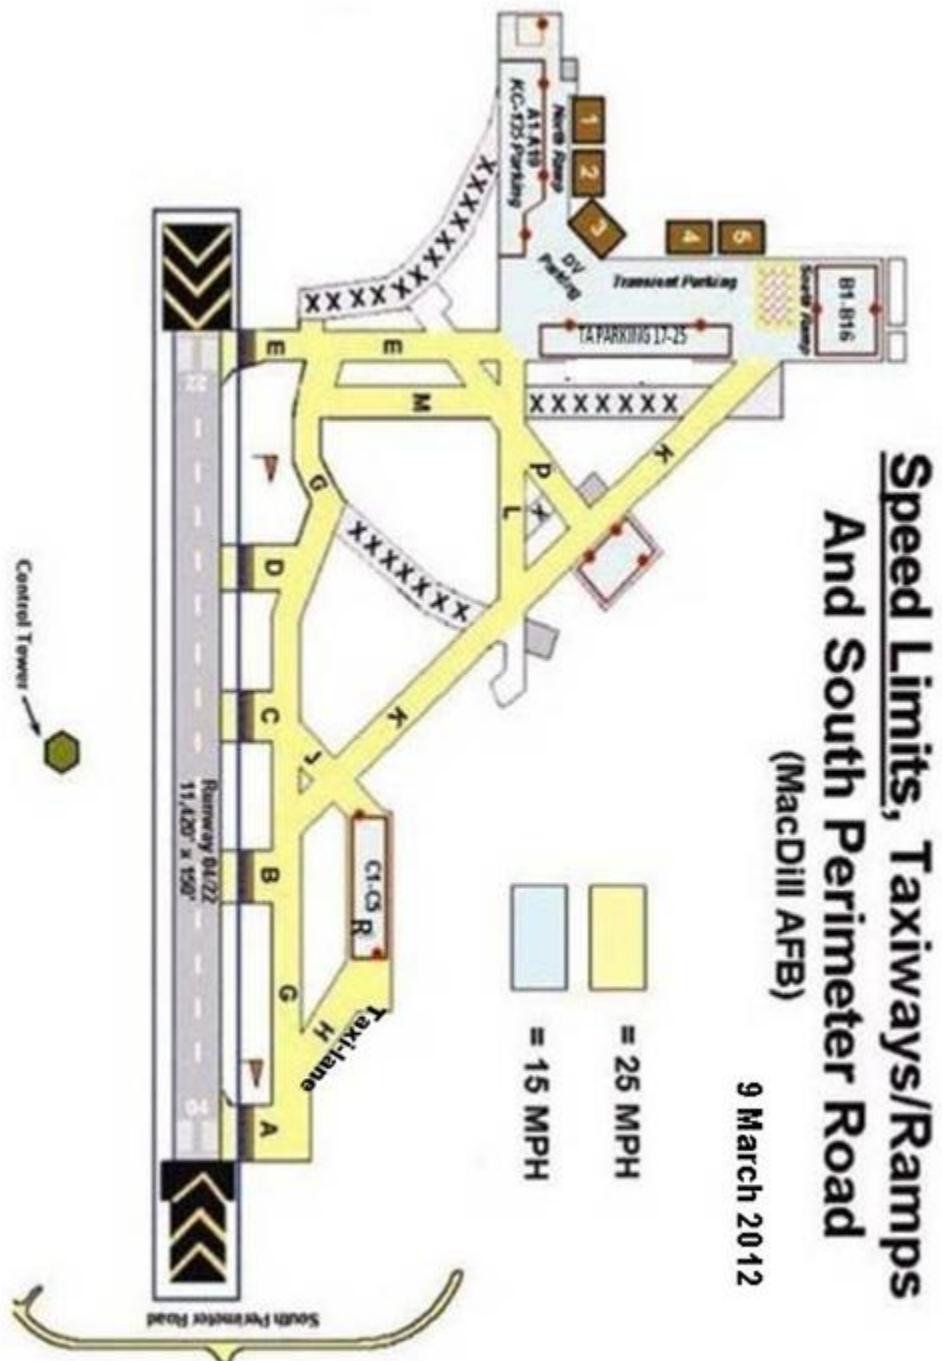 Speed Limits, Taxiways/Ramps
And South Perimeter Road
(MacDill AFB)
9 March 2012
= 25 MPH
= 15 MPH
1
2
3
4
5
North Ramp
A1-A19
KC-135 Parking
DV
Parking
Transient Parking
South Ramp
B1-B16
TA PARKING 17-25
XXXXXXXXXXXXXX
XXXXXXX
E
E
M
K
P
X
L
G
XXXXXXX
D
C
K
J
B
C1-C5
R
G
H
Taxi-lane
A
22
04
Runway 04/22
11,420' x 150'
Control Tower
South Perimeter Road